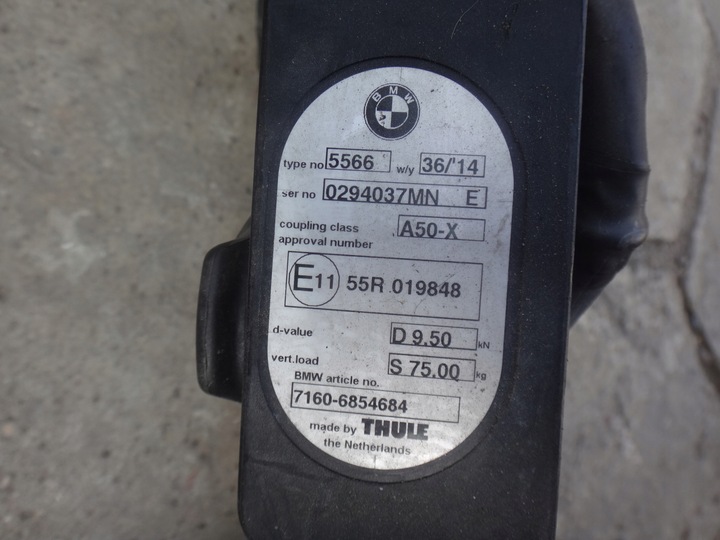 BMW
type no 5566 w/y 36/'14
ser no 0294037MN E
coupling class A50-X
approval number
E11 55R 019848
d-value D 9.50 kN
vert.load S 75.00 kg
BMW article no.
7160-6854684
made by THULE
the Netherlands